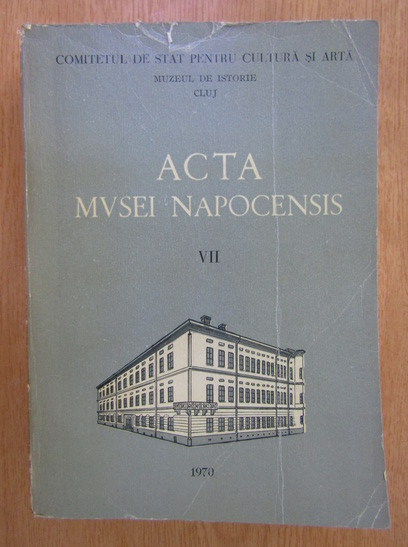 COMITETUL DE STAT PENTRU CULTURĂ ȘI ARTĂ
MUZEUL DE ISTORIE
CLUJ
ACTA
MVSEI NAPOCENSIS
VII
1970